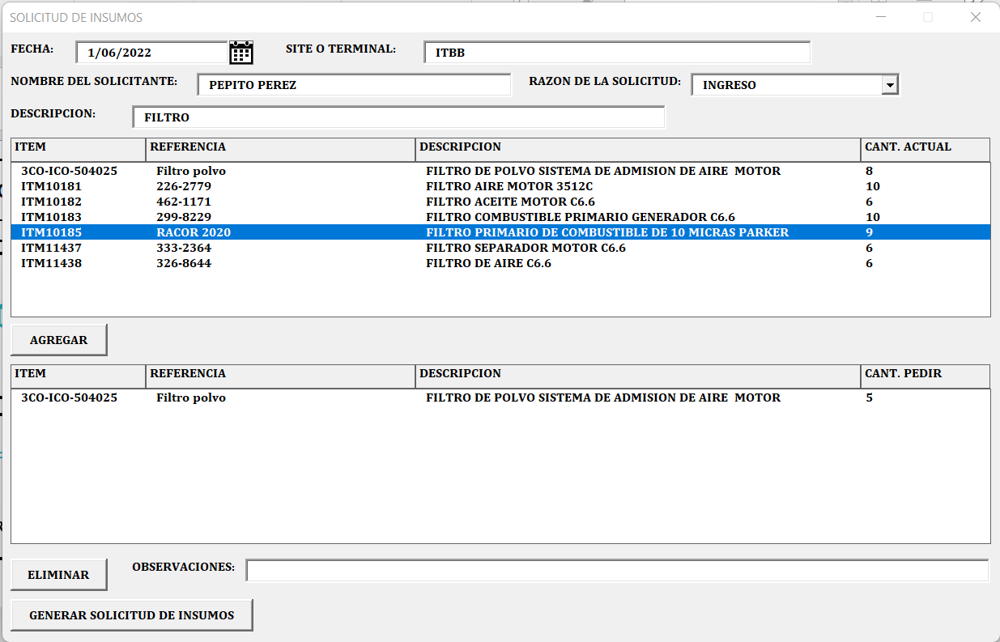 SOLICITUD DE INSUMOS
FECHA: 1/06/2022 SITE O TERMINAL: ITBB
NOMBRE DEL SOLICITANTE: PEPITO PEREZ RAZON DE LA SOLICITUD: INGRESO
DESCRIPCION: FILTRO
ITEM REFERENCIA DESCRIPCION CANT. ACTUAL
3CO-ICO-504025 Filtro polvo FILTRO DE POLVO SISTEMA DE ADMISION DE AIRE  MOTOR 8
ITM10181 226-2779 FILTRO AIRE MOTOR 3512C 10
ITM10182 462-1171 FILTRO ACEITE MOTOR C6.6 6
ITM10183 299-8229 FILTRO COMBUSTIBLE PRIMARIO GENERADOR C6.6 10
ITM10185 RACOR 2020 FILTRO PRIMARIO DE COMBUSTIBLE DE 10 MICRAS PARKER 9
ITM11437 333-2364 FILTRO SEPARADOR MOTOR C6.6 6
ITM11438 326-8644 FILTRO DE AIRE C6.6 6
AGREGAR
ITEM REFERENCIA DESCRIPCION CANT. PEDIR
3CO-ICO-504025 Filtro polvo FILTRO DE POLVO SISTEMA DE ADMISION DE AIRE  MOTOR 5
ELIMINAR OBSERVACIONES:
GENERAR SOLICITUD DE INSUMOS